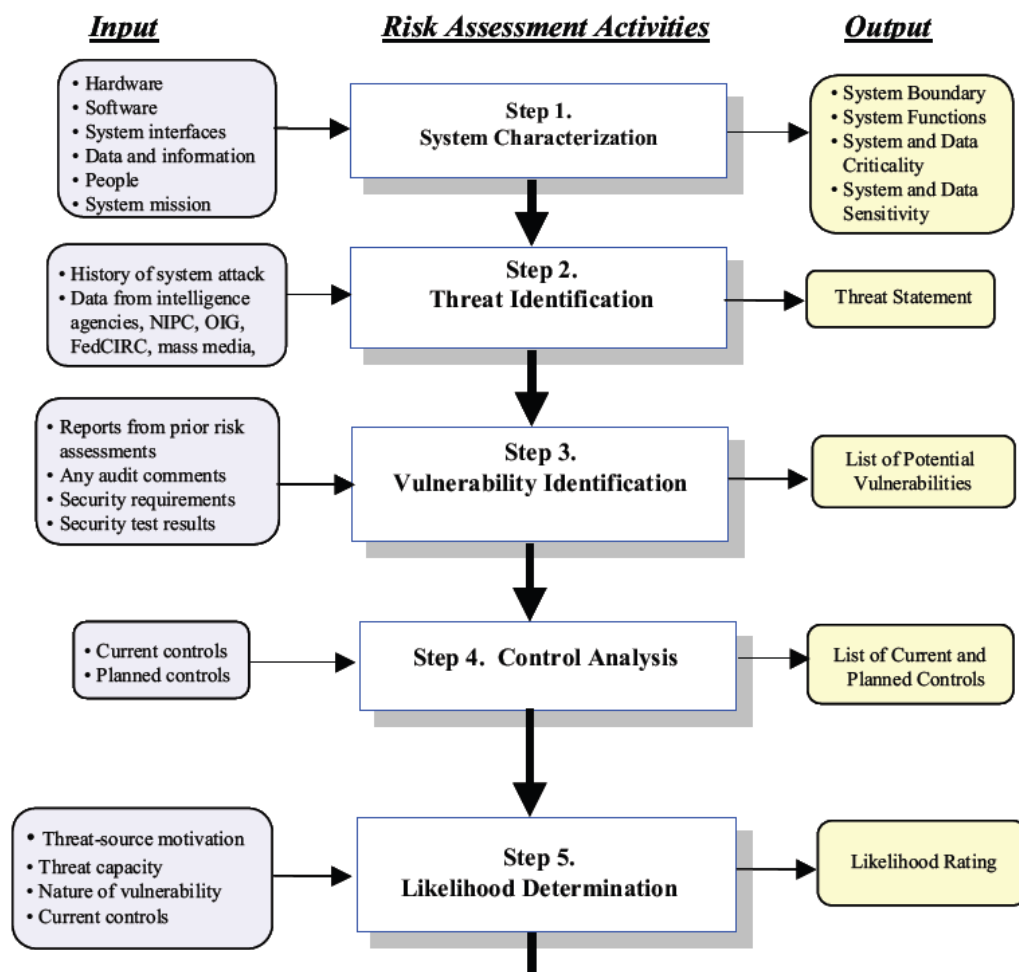 Input
Risk Assessment Activities
Output
• Hardware
• Software
• System interfaces
• Data and information
• People
• System mission
Step 1.
System Characterization
• System Boundary
• System Functions
• System and Data
Criticality
• System and Data
Sensitivity
• History of system attack
• Data from intelligence
agencies, NIPC, OIG,
FedCIRC, mass media,
Step 2.
Threat Identification
Threat Statement
• Reports from prior risk
assessments
• Any audit comments
• Security requirements
• Security test results
Step 3.
Vulnerability Identification
List of Potential
Vulnerabilities
• Current controls
• Planned controls
Step 4. Control Analysis
List of Current and
Planned Controls
• Threat-source motivation
• Threat capacity
• Nature of vulnerability
• Current controls
Step 5.
Likelihood Determination
Likelihood Rating